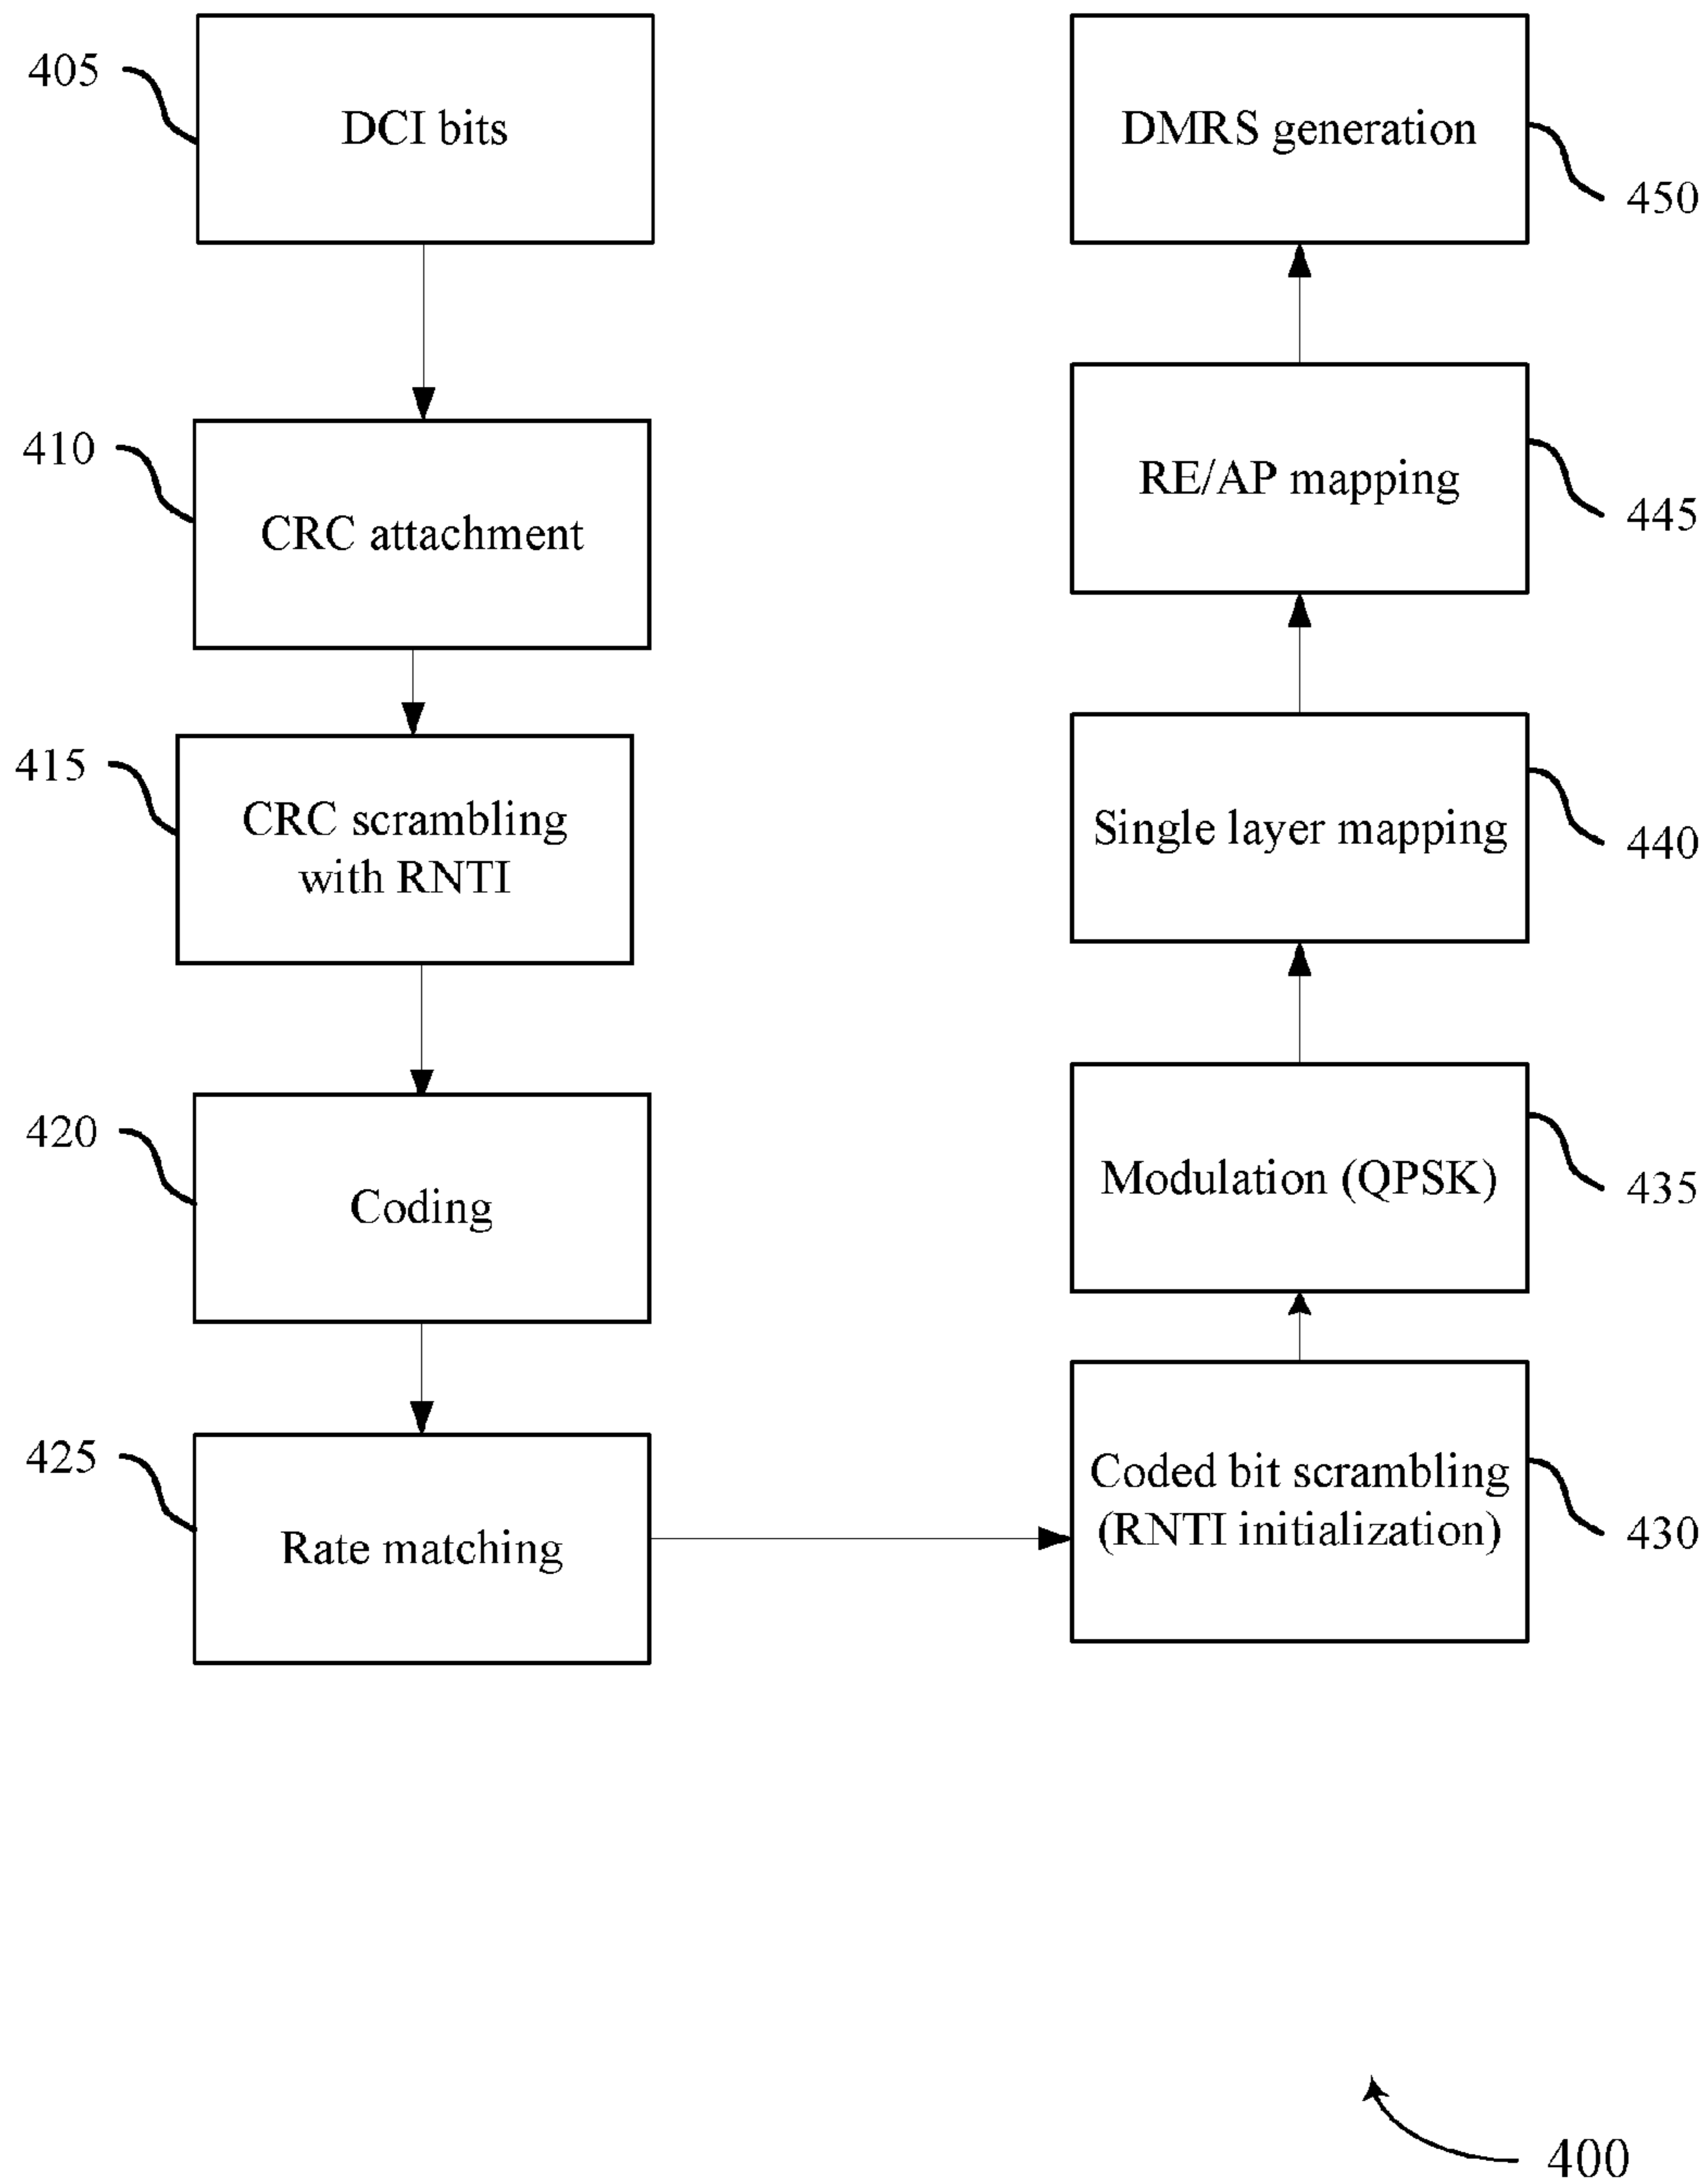 405
DCI bits
410
CRC attachment
415
CRC scrambling
with RNTI
420
Coding
425
Rate matching
DMRS generation
450
RE/AP mapping
445
Single layer mapping
440
Modulation (QPSK)
435
Coded bit scrambling
(RNTI initialization)
430
400